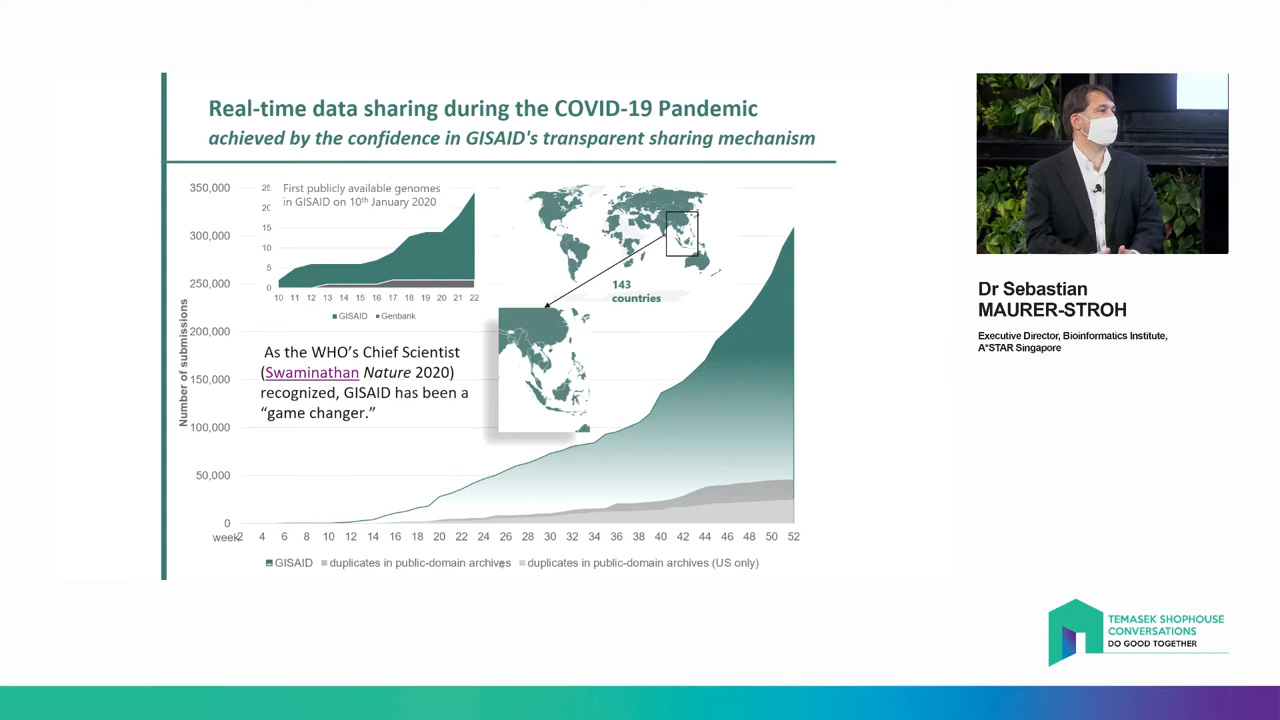 Real-time data sharing during the COVID-19 Pandemic
achieved by the confidence in GISAID's transparent sharing mechanism
350,000
300,000
250,000
200,000
150,000
100,000
50,000
0
Number of submissions
25
20
15
10
5
0
First publicly available genomes
in GISAID on 10th January 2020
10 11 12 13 14 15 16 17 18 19 20 21 22
GISAID Genbank
143
countries
As the WHO's Chief Scientist
(Swaminathan Nature 2020)
recognized, GISAID has been a
“game changer.”
week 2 4 6 8 10 12 14 16 18 20 22 24 26 28 30 32 34 36 38 40 42 44 46 48 50 52
GISAID duplicates in public-domain archives duplicates in public-domain archives (US only)
Dr Sebastian
MAURER-STROH
Executive Director, Bioinformatics Institute,
A*STAR Singapore
TEMASEK SHOPHOUSE
CONVERSATIONS
DO GOOD TOGETHER